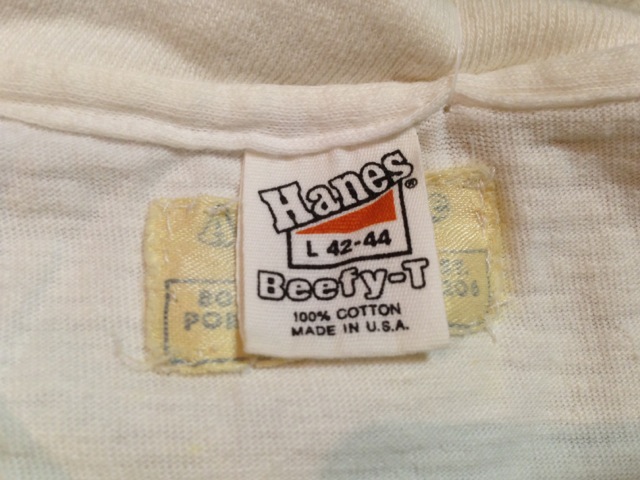 Hanes®
L 42-44
Beefy-T
100% COTTON
MADE IN U.S.A.